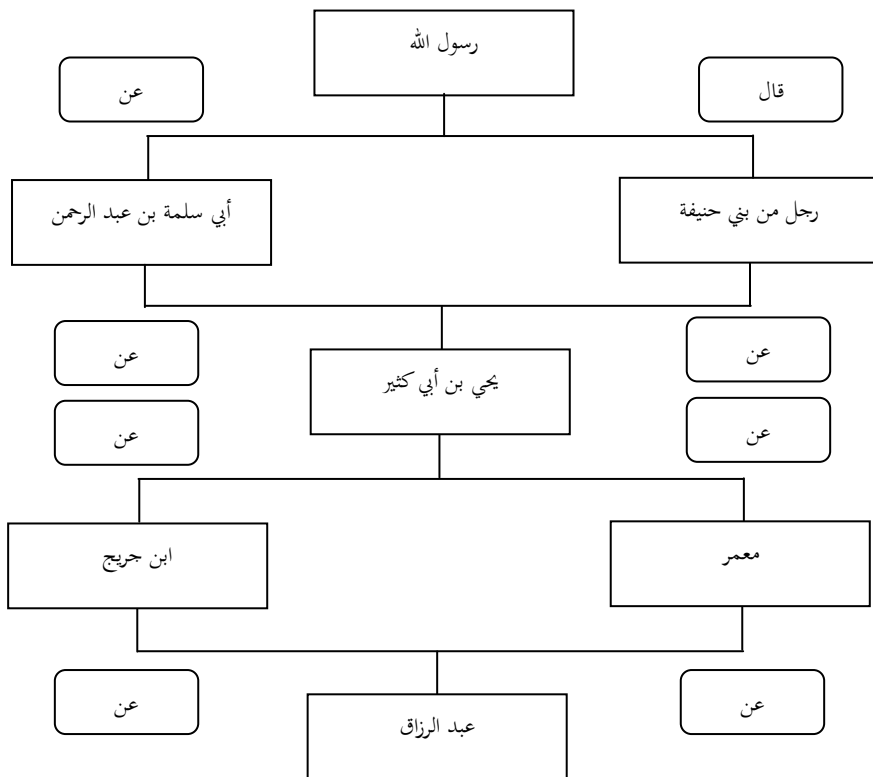 رسول الله
قال
عن
رجل من بني حنيفة
أبي سلمة بن عبد الرحمن
عن
عن
يحي بن أبي كثير
عن
عن
معمر
ابن جريج
عن
عن
عبد الرزاق